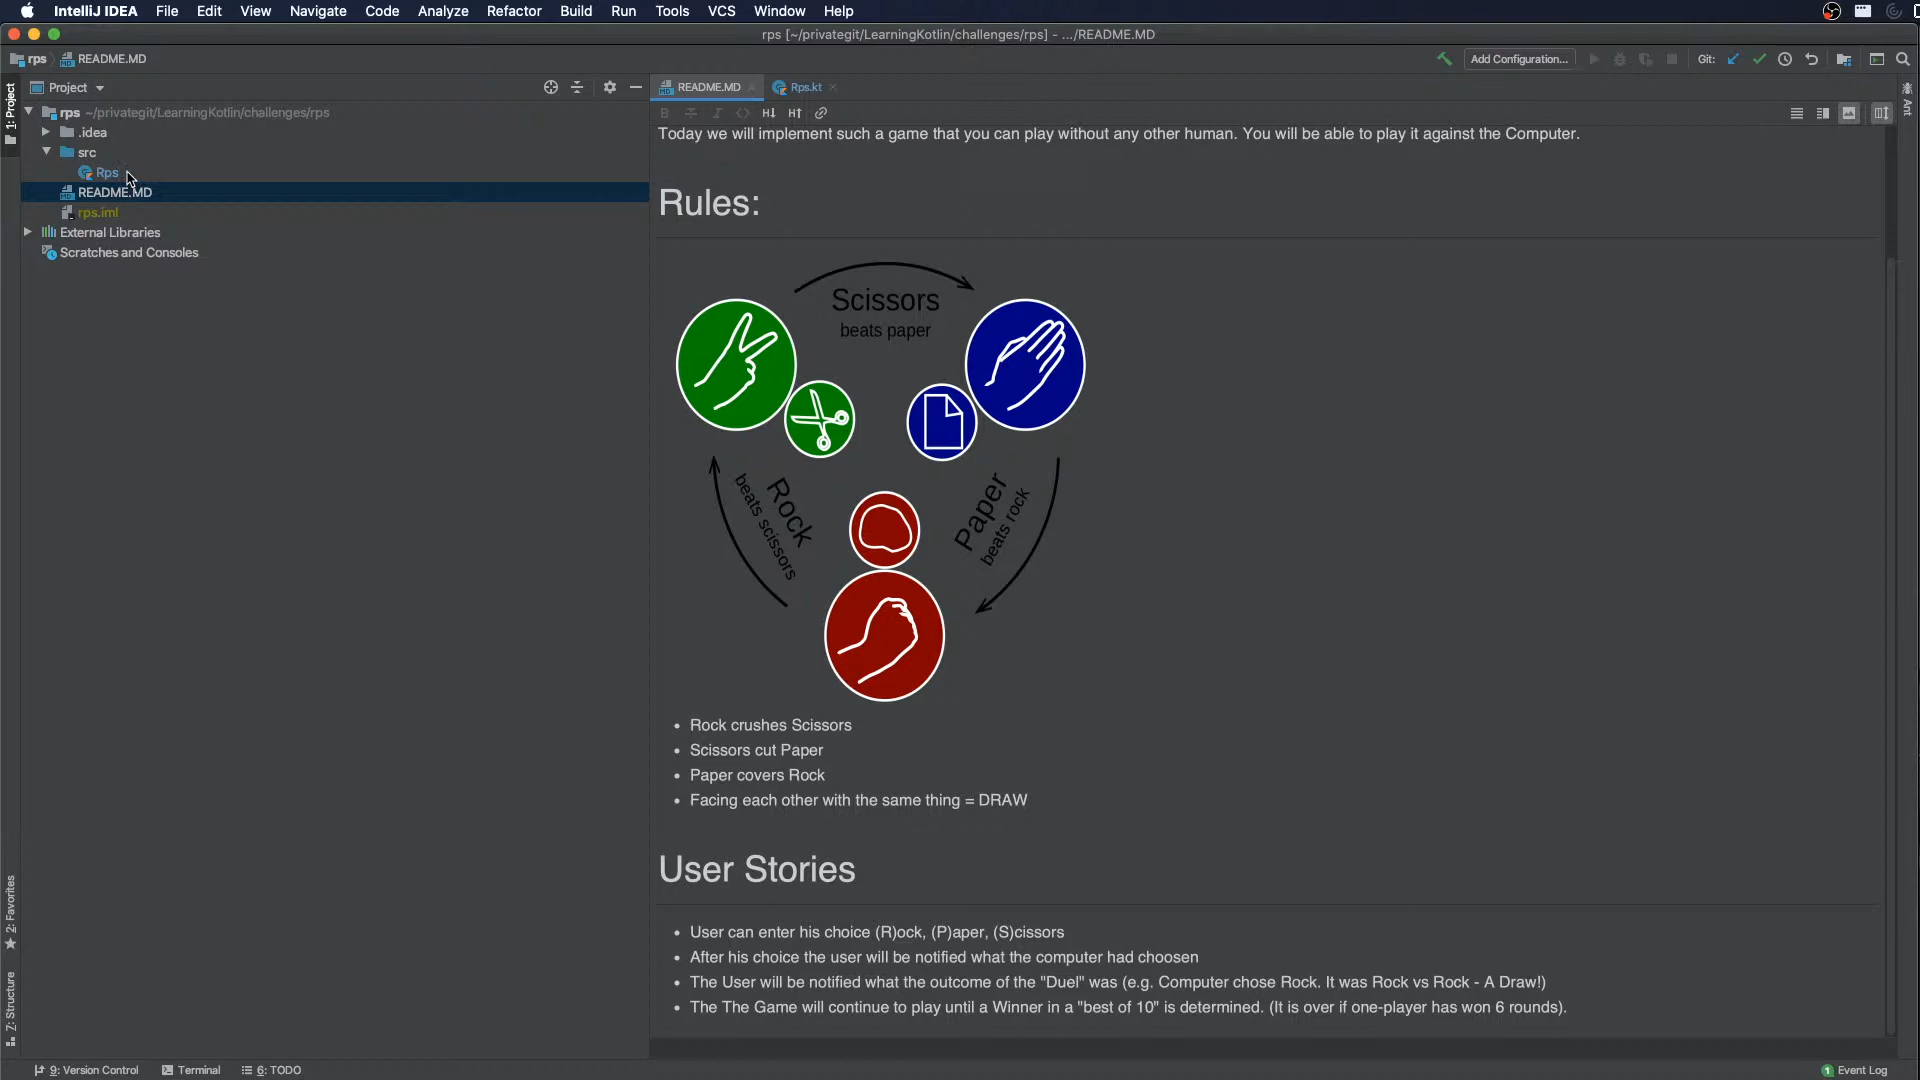 IntelliJ IDEA File Edit View Navigate Code Analyze Refactor Build Run Tools VCS Window Help
rps [~/privategit/LearningKotlin/challenges/rps] - .../README.MD
rps README.MD
Add Configuration...
Git:
Project
README.MD
Rps.kt
1: Project
Ant
rps ~/privategit/LearningKotlin/challenges/rps
.idea
src
Rps
README.MD
rps.iml
External Libraries
Scratches and Consoles
Today we will implement such a game that you can play without any other human. You will be able to play it against the Computer.
Rules:
Scissors
beats paper
Rock
beats scissors
Paper
beats rock
Rock crushes Scissors
Scissors cut Paper
Paper covers Rock
Facing each other with the same thing = DRAW
User Stories
User can enter his choice (R)ock, (P)aper, (S)cissors
After his choice the user will be notified what the computer had choosen
The User will be notified what the outcome of the "Duel" was (e.g. Computer chose Rock. It was Rock vs Rock - A Draw!)
The The Game will continue to play until a Winner in a "best of 10" is determined. (It is over if one-player has won 6 rounds).
2: Favorites
Z: Structure
9: Version Control
Terminal
6: TODO
1 Event Log